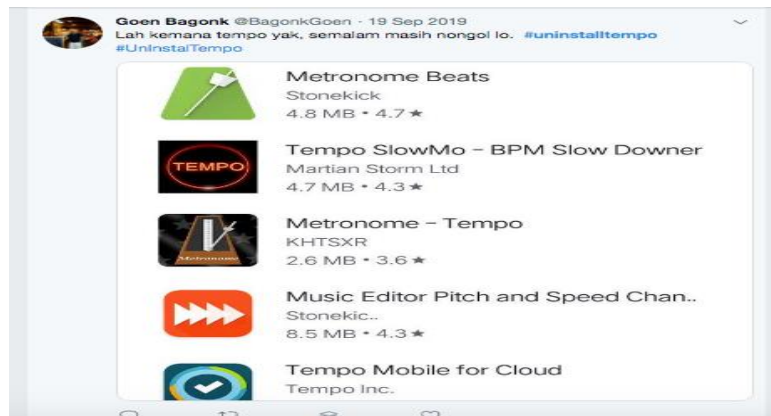 Goen Bagonk @BagonkGoen · 19 Sep 2019
Lah kemana tempo yak, semalam masih nongol lo. #uninstalltempo
#UnInstalTempo
Metronome Beats
Stonekick
4.8 MB • 4.7★
TEMPO
Tempo SlowMo – BPM Slow Downer
Martian Storm Ltd
4.7 MB • 4.3★
Metronome
Metronome – Tempo
KHTSXR
2.6 MB • 3.6★
Music Editor Pitch and Speed Chan..
Stonekic..
8.5 MB • 4.3★
Tempo Mobile for Cloud
Tempo Inc.